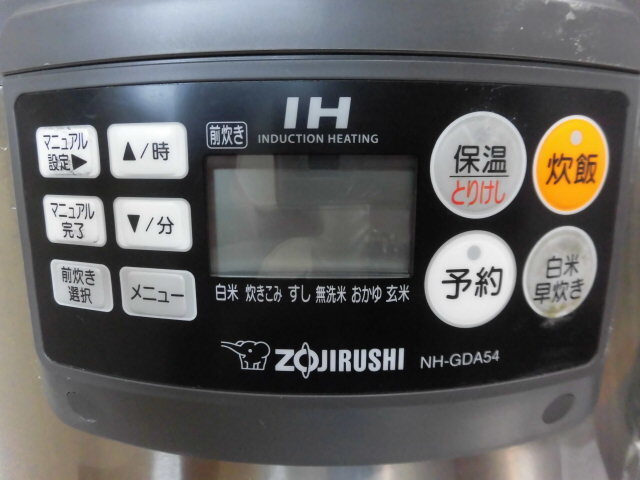 IH
前炊き INDUCTION HEATING
マニュアル
設定▶
▲/時
マニュアル
完了
▼/分
前炊き
選択
メニュー
白米 炊きこみ すし 無洗米 おかゆ 玄米
保温
とりけし
炊飯
予約
白米
早炊き
ZOJIRUSHI NH-GDA54